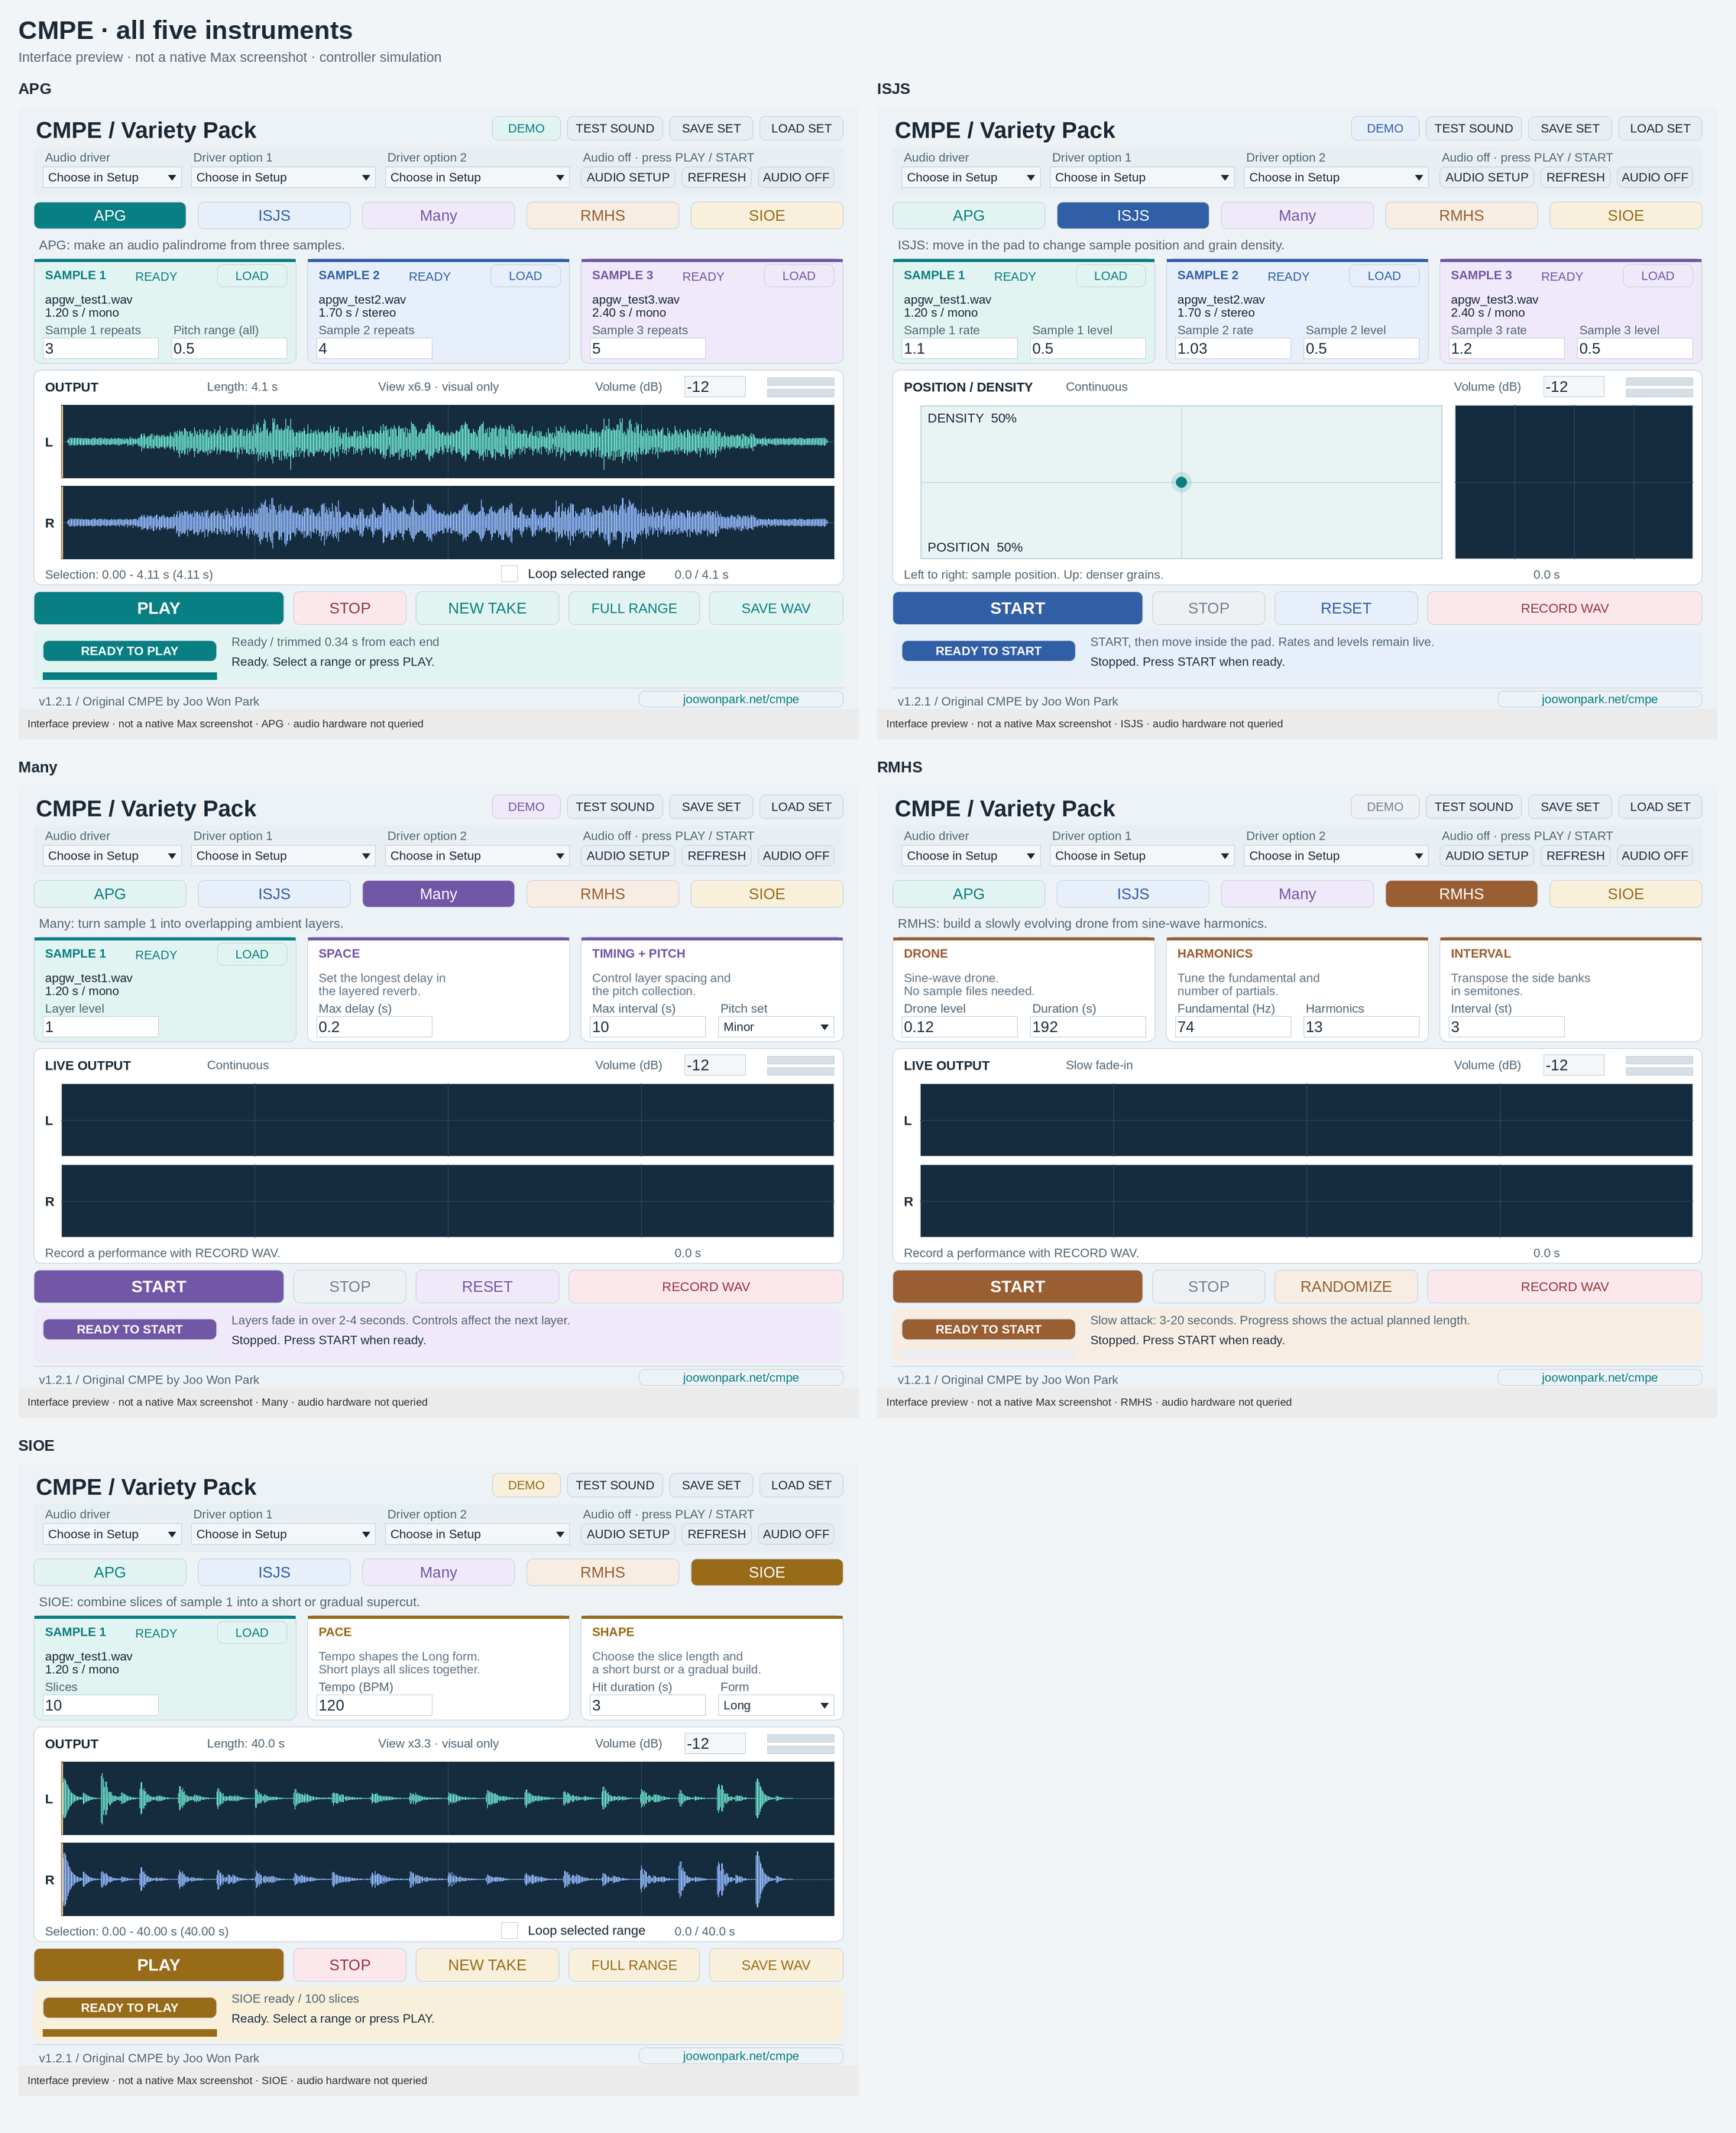 CMPE · all five instruments
Interface preview · not a native Max screenshot · controller simulation
APG
CMPE / Variety Pack
DEMO
TEST SOUND
SAVE SET
LOAD SET
Audio driver
Driver option 1
Driver option 2
Audio off · press PLAY / START
Choose in Setup
Choose in Setup
Choose in Setup
AUDIO SETUP
REFRESH
AUDIO OFF
APG
ISJS
Many
RMHS
SIOE
APG: make an audio palindrome from three samples.
SAMPLE 1
READY
LOAD
apgw_test1.wav
1.20 s / mono
Sample 1 repeats
Pitch range (all)
3
0.5
SAMPLE 2
READY
LOAD
apgw_test2.wav
1.70 s / stereo
Sample 2 repeats
4
SAMPLE 3
READY
LOAD
apgw_test3.wav
2.40 s / mono
Sample 3 repeats
5
OUTPUT
Length: 4.1 s
View x6.9 · visual only
Volume (dB)
-12
L
R
Selection: 0.00 - 4.11 s (4.11 s)
Loop selected range
0.0 / 4.1 s
PLAY
STOP
NEW TAKE
FULL RANGE
SAVE WAV
READY TO PLAY
Ready / trimmed 0.34 s from each end
Ready. Select a range or press PLAY.
v1.2.1 / Original CMPE by Joo Won Park
joowonpark.net/cmpe
Interface preview · not a native Max screenshot · APG · audio hardware not queried
ISJS
CMPE / Variety Pack
DEMO
TEST SOUND
SAVE SET
LOAD SET
Audio driver
Driver option 1
Driver option 2
Audio off · press PLAY / START
Choose in Setup
Choose in Setup
Choose in Setup
AUDIO SETUP
REFRESH
AUDIO OFF
APG
ISJS
Many
RMHS
SIOE
ISJS: move in the pad to change sample position and grain density.
SAMPLE 1
READY
LOAD
apgw_test1.wav
1.20 s / mono
Sample 1 rate
Sample 1 level
1.1
0.5
SAMPLE 2
READY
LOAD
apgw_test2.wav
1.70 s / stereo
Sample 2 rate
Sample 2 level
1.03
0.5
SAMPLE 3
READY
LOAD
apgw_test3.wav
2.40 s / mono
Sample 3 rate
Sample 3 level
1.2
0.5
POSITION / DENSITY
Continuous
Volume (dB)
-12
DENSITY 50%
POSITION 50%
Left to right: sample position. Up: denser grains.
0.0 s
START
STOP
RESET
RECORD WAV
READY TO START
START, then move inside the pad. Rates and levels remain live.
Stopped. Press START when ready.
v1.2.1 / Original CMPE by Joo Won Park
joowonpark.net/cmpe
Interface preview · not a native Max screenshot · ISJS · audio hardware not queried
Many
CMPE / Variety Pack
DEMO
TEST SOUND
SAVE SET
LOAD SET
Audio driver
Driver option 1
Driver option 2
Audio off · press PLAY / START
Choose in Setup
Choose in Setup
Choose in Setup
AUDIO SETUP
REFRESH
AUDIO OFF
APG
ISJS
Many
RMHS
SIOE
Many: turn sample 1 into overlapping ambient layers.
SAMPLE 1
READY
LOAD
apgw_test1.wav
1.20 s / mono
Layer level
1
SPACE
Set the longest delay in
the layered reverb.
Max delay (s)
0.2
TIMING + PITCH
Control layer spacing and
the pitch collection.
Max interval (s)
Pitch set
10
Minor
LIVE OUTPUT
Continuous
Volume (dB)
-12
L
R
Record a performance with RECORD WAV.
0.0 s
START
STOP
RESET
RECORD WAV
READY TO START
Layers fade in over 2-4 seconds. Controls affect the next layer.
Stopped. Press START when ready.
v1.2.1 / Original CMPE by Joo Won Park
joowonpark.net/cmpe
Interface preview · not a native Max screenshot · Many · audio hardware not queried
RMHS
CMPE / Variety Pack
DEMO
TEST SOUND
SAVE SET
LOAD SET
Audio driver
Driver option 1
Driver option 2
Audio off · press PLAY / START
Choose in Setup
Choose in Setup
Choose in Setup
AUDIO SETUP
REFRESH
AUDIO OFF
APG
ISJS
Many
RMHS
SIOE
RMHS: build a slowly evolving drone from sine-wave harmonics.
DRONE
Sine-wave drone.
No sample files needed.
Drone level
Duration (s)
0.12
192
HARMONICS
Tune the fundamental and
number of partials.
Fundamental (Hz)
Harmonics
74
13
INTERVAL
Transpose the side banks
in semitones.
Interval (st)
3
LIVE OUTPUT
Slow fade-in
Volume (dB)
-12
L
R
Record a performance with RECORD WAV.
0.0 s
START
STOP
RANDOMIZE
RECORD WAV
READY TO START
Slow attack: 3-20 seconds. Progress shows the actual planned length.
Stopped. Press START when ready.
v1.2.1 / Original CMPE by Joo Won Park
joowonpark.net/cmpe
Interface preview · not a native Max screenshot · RMHS · audio hardware not queried
SIOE
CMPE / Variety Pack
DEMO
TEST SOUND
SAVE SET
LOAD SET
Audio driver
Driver option 1
Driver option 2
Audio off · press PLAY / START
Choose in Setup
Choose in Setup
Choose in Setup
AUDIO SETUP
REFRESH
AUDIO OFF
APG
ISJS
Many
RMHS
SIOE
SIOE: combine slices of sample 1 into a short or gradual supercut.
SAMPLE 1
READY
LOAD
apgw_test1.wav
1.20 s / mono
Slices
10
PACE
Tempo shapes the Long form.
Short plays all slices together.
Tempo (BPM)
120
SHAPE
Choose the slice length and
a short burst or a gradual build.
Hit duration (s)
Form
3
Long
OUTPUT
Length: 40.0 s
View x3.3 · visual only
Volume (dB)
-12
L
R
Selection: 0.00 - 40.00 s (40.00 s)
Loop selected range
0.0 / 40.0 s
PLAY
STOP
NEW TAKE
FULL RANGE
SAVE WAV
READY TO PLAY
SIOE ready / 100 slices
Ready. Select a range or press PLAY.
v1.2.1 / Original CMPE by Joo Won Park
joowonpark.net/cmpe
Interface preview · not a native Max screenshot · SIOE · audio hardware not queried